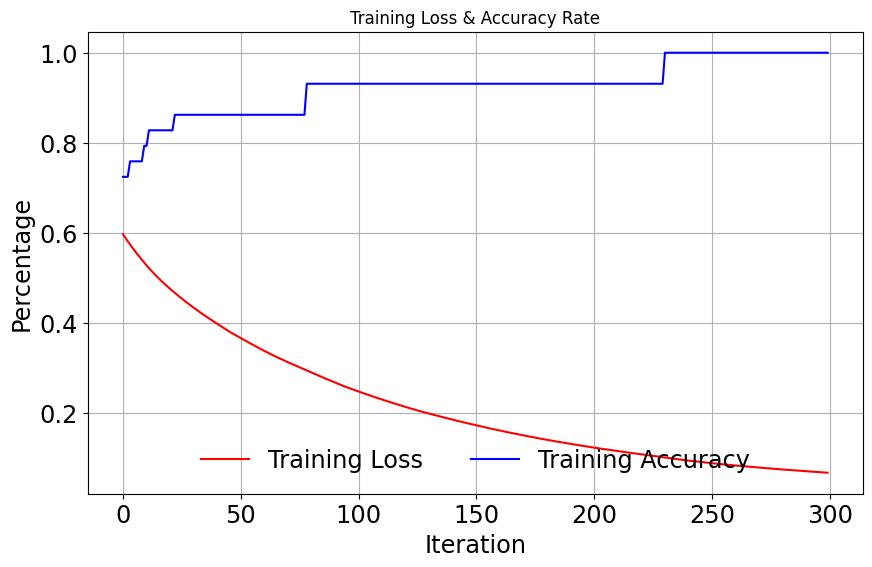 Training Loss & Accuracy Rate
1.0
0.8
0.6
0.4
0.2
Percentage
Training Loss
Training Accuracy
0 50 100 150 200 250 300
Iteration